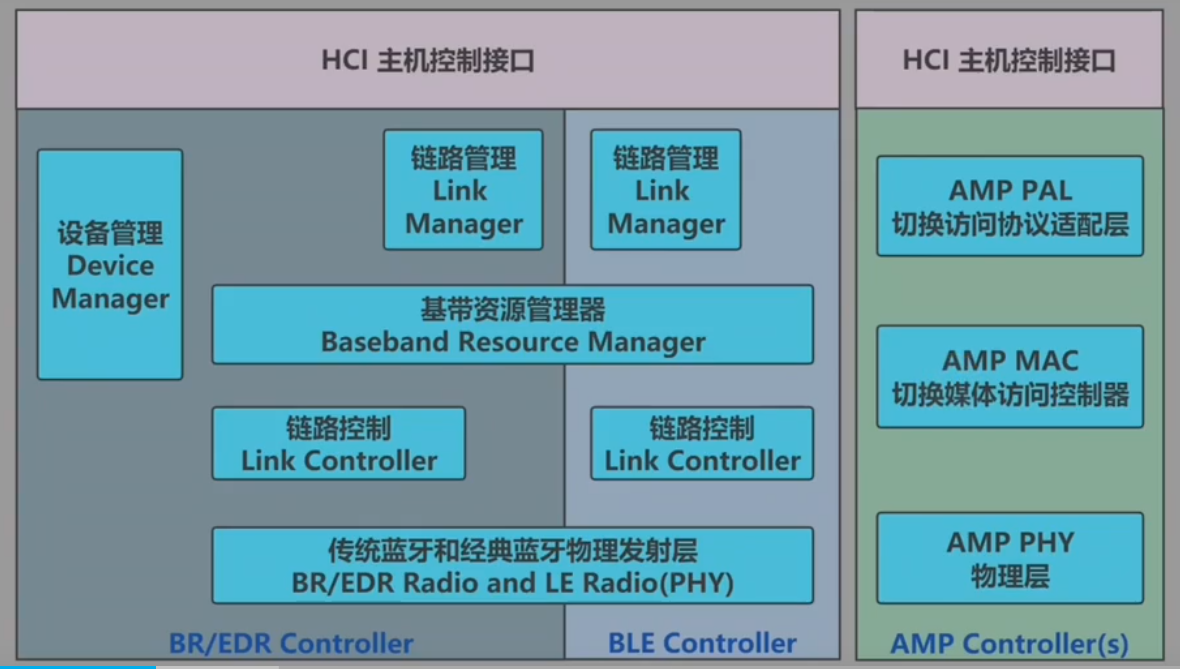 HCI 主机控制接口
HCI 主机控制接口
设备管理
Device
Manager
链路管理
Link
Manager
链路管理
Link
Manager
基带资源管理器
Baseband Resource Manager
链路控制
Link Controller
链路控制
Link Controller
传统蓝牙和经典蓝牙物理发射层
BR/EDR Radio and LE Radio(PHY)
BR/EDR Controller
BLE Controller
AMP PAL
切换访问协议适配层
AMP MAC
切换媒体访问控制器
AMP PHY
物理层
AMP Controller(s)